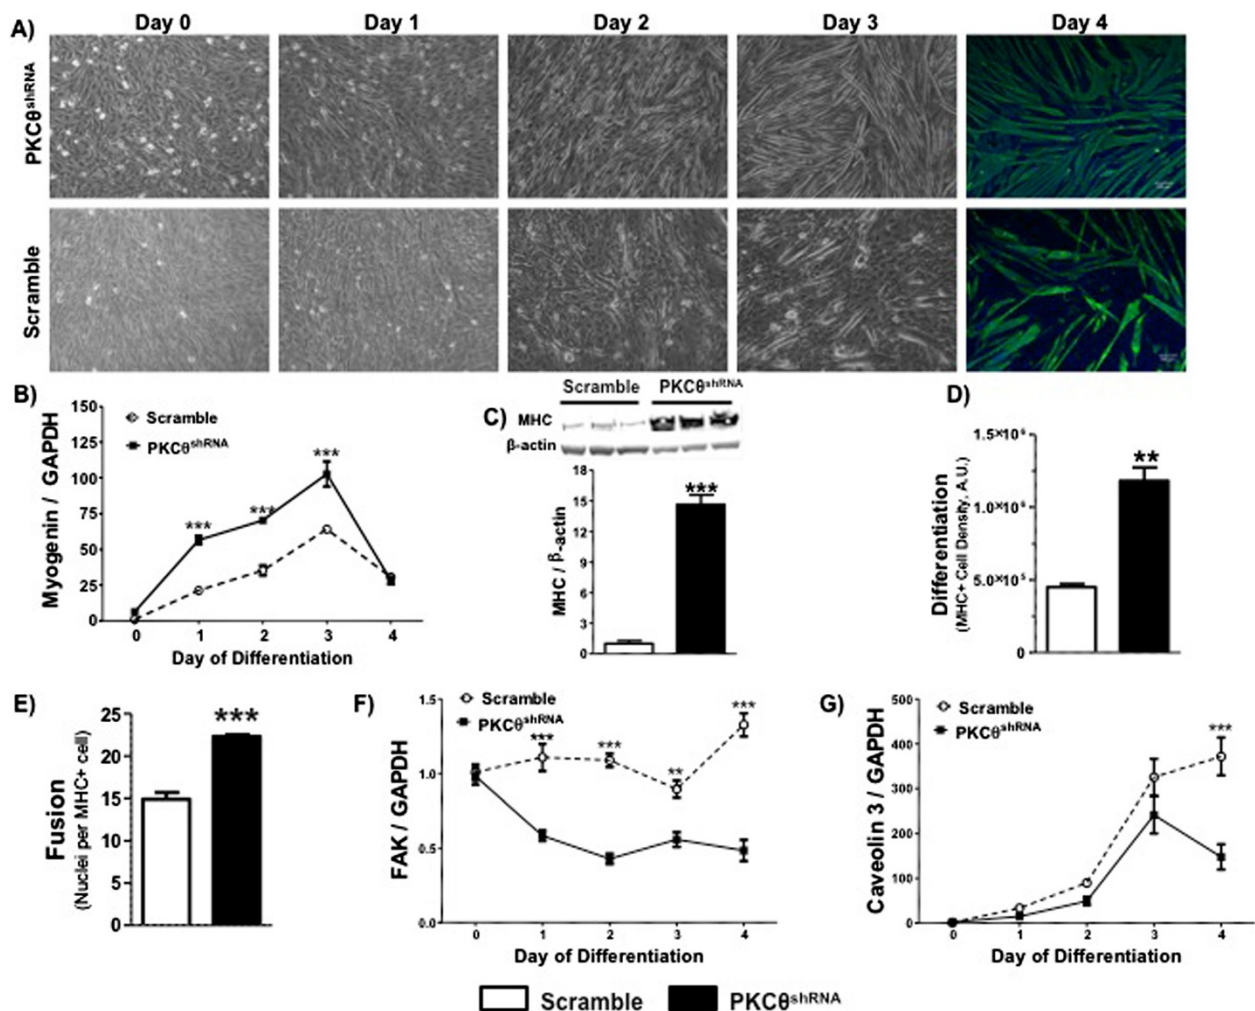 A)
Day 0
Day 1
Day 2
Day 3
Day 4
PKCθshRNA
Scramble
B)
Myogenin / GAPDH
150
125
100
75
50
25
0
Scramble
PKCθshRNA
***
***
***
0
1
2
3
4
Day of Differentiation
C)
Scramble
PKCθshRNA
MHC
β-actin
MHC / β-actin
18
15
12
9
6
3
0
***
D)
Differentiation
(MHC+ Cell Density, A.U.)
1.5×10⁶
1.0×10⁶
5.0×10⁵
0
**
E)
Fusion
(Nuclei per MHC+ cell)
25
20
15
10
5
0
***
F)
FAK / GAPDH
1.5
1.0
0.5
0.0
Scramble
PKCθshRNA
***
***
**
***
0
1
2
3
4
Day of Differentiation
G)
Caveolin 3 / GAPDH
500
400
300
200
100
0
Scramble
PKCθshRNA
***
0
1
2
3
4
Day of Differentiation
Scramble
PKCθshRNA